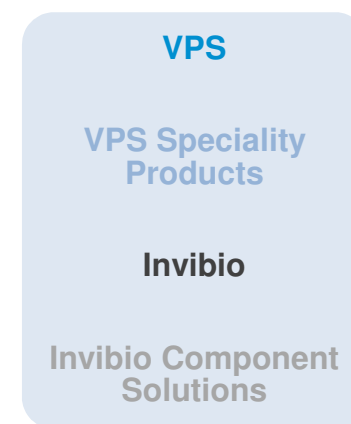 VPS
VPS Speciality
Products
Invibio
Invibio Component
Solutions